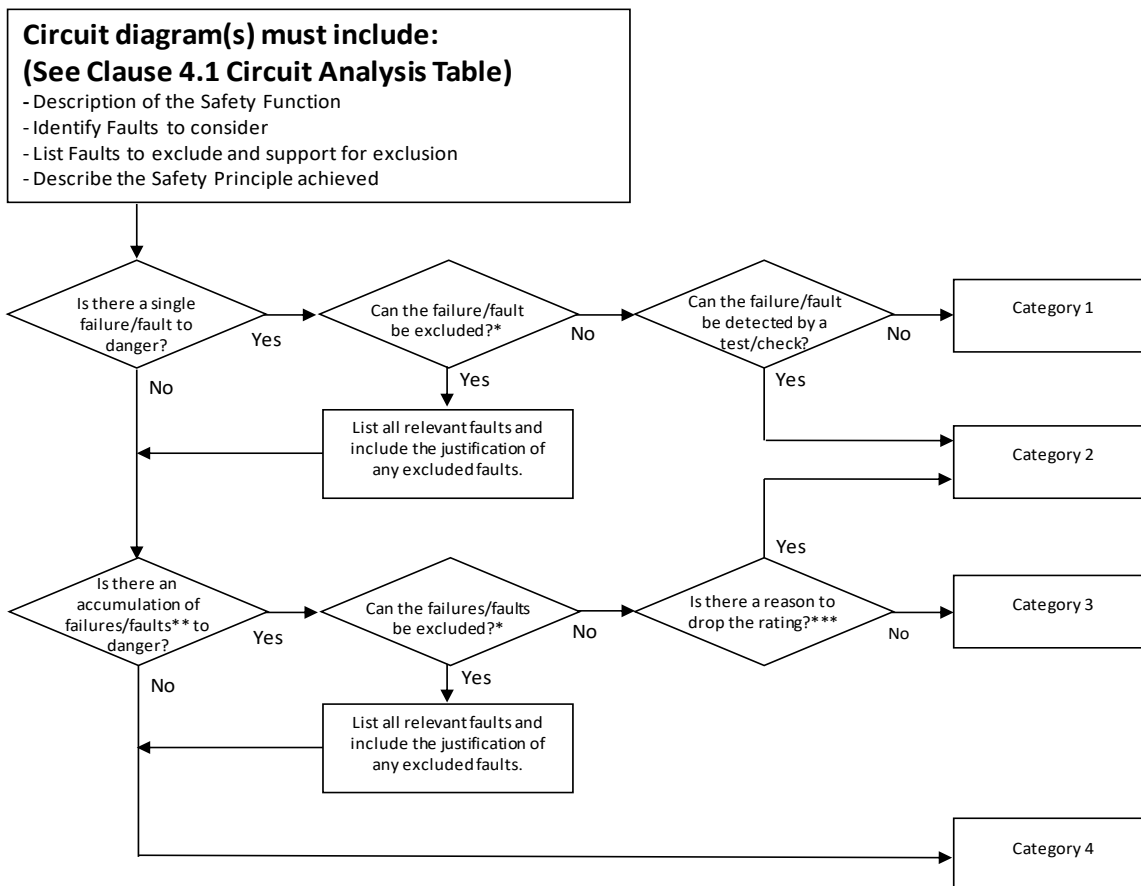 Circuit diagram(s) must include:
(See Clause 4.1 Circuit Analysis Table)
- Description of the Safety Function
- Identify Faults to consider
- List Faults to exclude and support for exclusion
- Describe the Safety Principle achieved
Is there a single
failure/fault to
danger?
Yes
No
Can the failure/fault
be excluded?*
No
Yes
Can the failure/fault
be detected by a
test/check?
No
Yes
Category 1
List all relevant faults and
include the justification of
any excluded faults.
Category 2
Is there an
accumulation of
failures/faults** to
danger?
Yes
No
Can the failures/faults
be excluded?*
No
Yes
Yes
Is there a reason to
drop the rating?***
No
Category 3
List all relevant faults and
include the justification of
any excluded faults.
Category 4